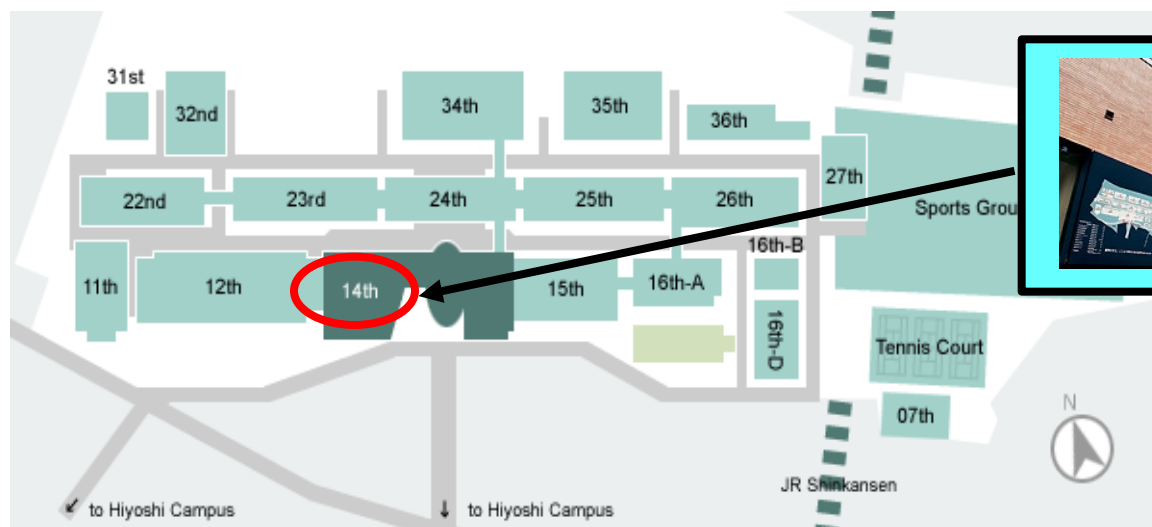 31st
32nd
34th
35th
36th
22nd
23rd
24th
25th
26th
27th
Sports Grou
11th
12th
14th
15th
16th-A
16th-B
16th-D
Tennis Court
07th
N
JR Shinkansen
to Hiyoshi Campus
to Hiyoshi Campus